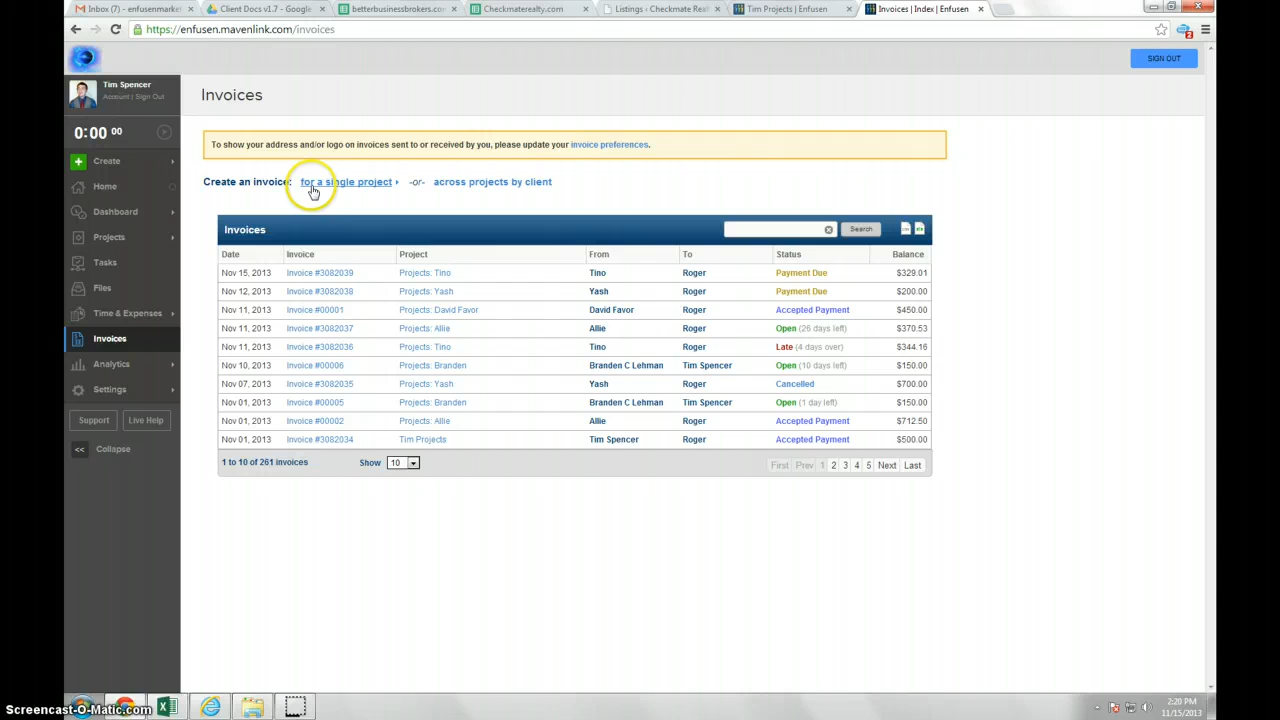 Inbox (7) - enfusenmarket
Client Docs v1.7 - Google
betterbusinessbrokers.con
Checkmaterealty.com
Listings ‹ Checkmate Real
Tim Projects | Enfusen
Invoices | Index | Enfusen
https://enfusen.mavenlink.com/invoices
2
SIGN OUT
Tim Spencer
Account | Sign Out
0:00 00
Create
Home
Dashboard
Projects
Tasks
Files
Time & Expenses
Invoices
Analytics
Settings
Support
Live Help
<< Collapse
Invoices
To show your address and/or logo on invoices sent to or received by you, please update your invoice preferences.
Create an invoice: for a single project -or- across projects by client
Invoices
Search
Date Invoice Project From To Status Balance
Nov 15, 2013 Invoice #3082039 Projects: Tino Tino Roger Payment Due $329.01
Nov 12, 2013 Invoice #3082038 Projects: Yash Yash Roger Payment Due $200.00
Nov 11, 2013 Invoice #00001 Projects: David Favor David Favor Roger Accepted Payment $450.00
Nov 11, 2013 Invoice #3082037 Projects: Allie Allie Roger Open (26 days left) $370.53
Nov 11, 2013 Invoice #3082036 Projects: Tino Tino Roger Late (4 days over) $344.16
Nov 10, 2013 Invoice #00006 Projects: Branden Branden C Lehman Tim Spencer Open (10 days left) $150.00
Nov 07, 2013 Invoice #3082035 Projects: Yash Yash Roger Cancelled $700.00
Nov 01, 2013 Invoice #00005 Projects: Branden Branden C Lehman Tim Spencer Open (1 day left) $150.00
Nov 01, 2013 Invoice #00002 Projects: Allie Allie Roger Accepted Payment $712.50
Nov 01, 2013 Invoice #3082034 Tim Projects Tim Spencer Roger Accepted Payment $500.00
1 to 10 of 261 invoices Show 10 First Prev 1 2 3 4 5 Next Last
Screencast-O-Matic.com
2:20 PM
11/15/2013